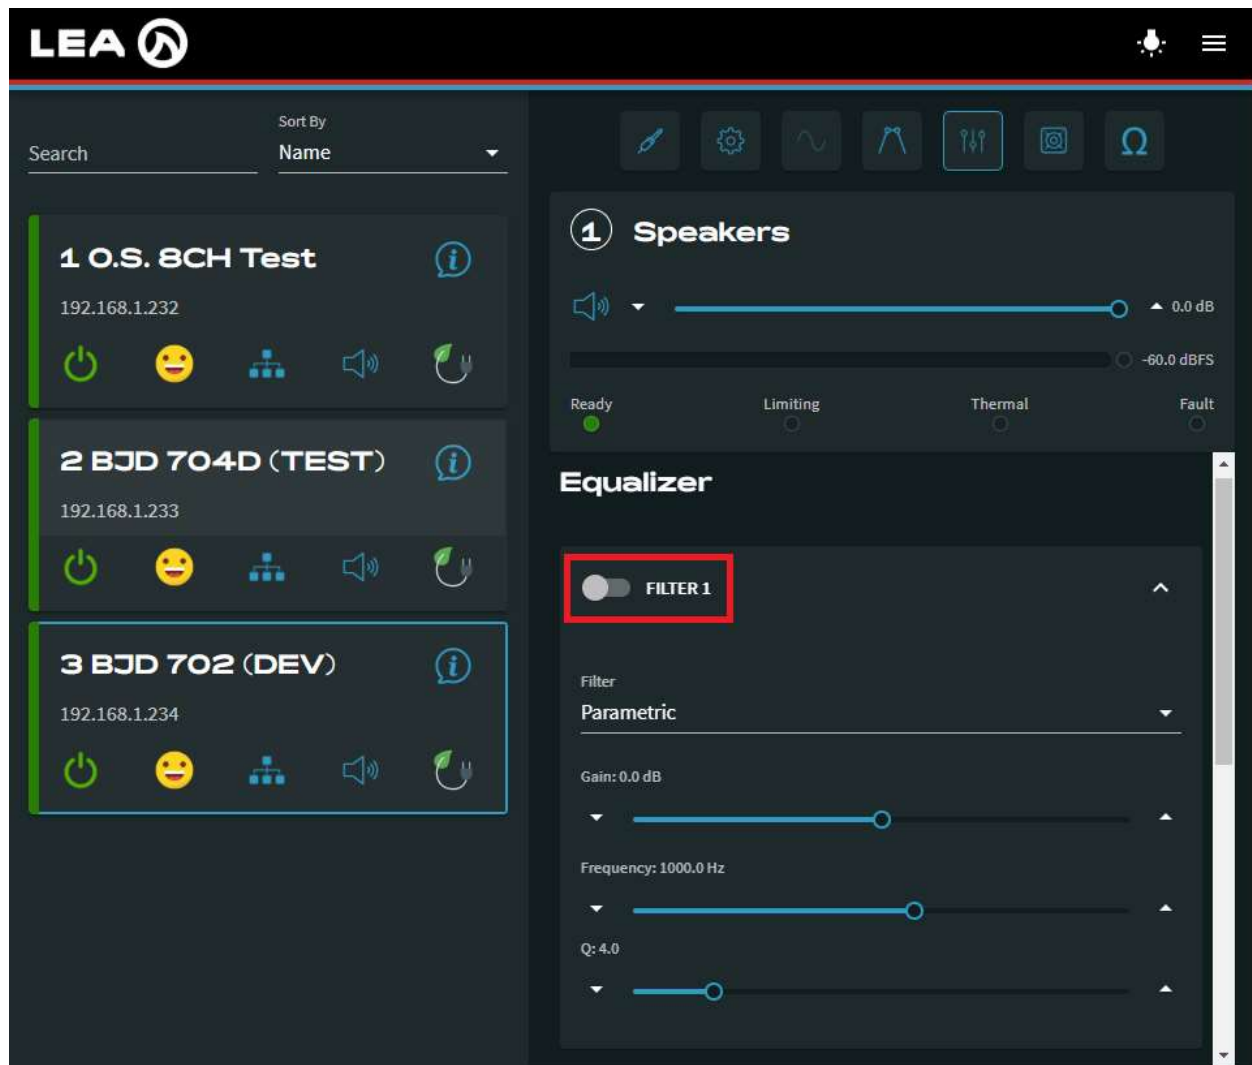 LEA
Search
Sort By
Name
1 O.S. 8CH Test
192.168.1.232
2 BJD 704D (TEST)
192.168.1.233
3 BJD 702 (DEV)
192.168.1.234
Ω
1 Speakers
0.0 dB
-60.0 dBFS
Ready Limiting Thermal Fault
Equalizer
FILTER 1
Filter
Parametric
Gain: 0.0 dB
Frequency: 1000.0 Hz
Q: 4.0